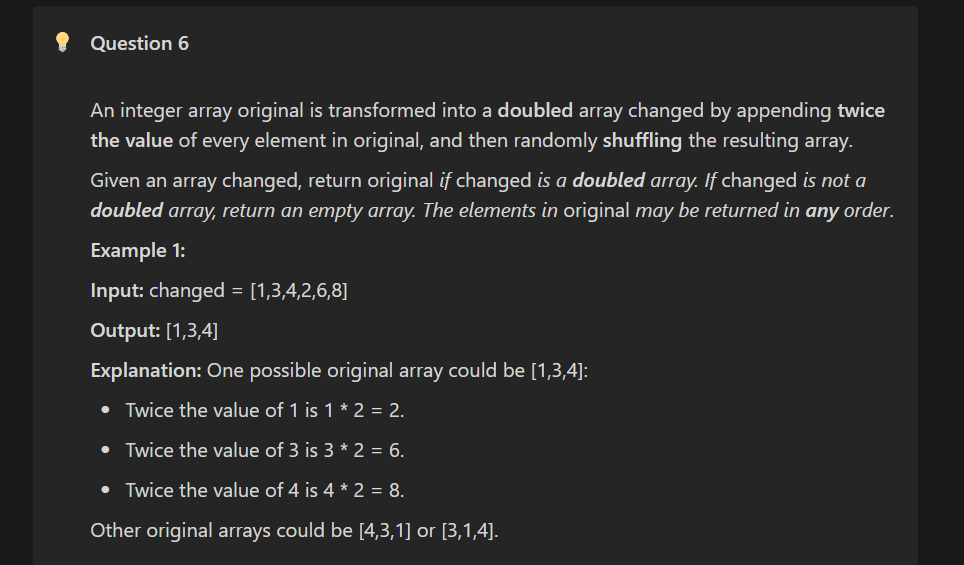 Question 6
An integer array original is transformed into a doubled array changed by appending twice
the value of every element in original, and then randomly shuffling the resulting array.
Given an array changed, return original if changed is a doubled array. If changed is not a
doubled array, return an empty array. The elements in original may be returned in any order.
Example 1:
Input: changed = [1,3,4,2,6,8]
Output: [1,3,4]
Explanation: One possible original array could be [1,3,4]:
• Twice the value of 1 is 1 * 2 = 2.
• Twice the value of 3 is 3 * 2 = 6.
• Twice the value of 4 is 4 * 2 = 8.
Other original arrays could be [4,3,1] or [3,1,4].